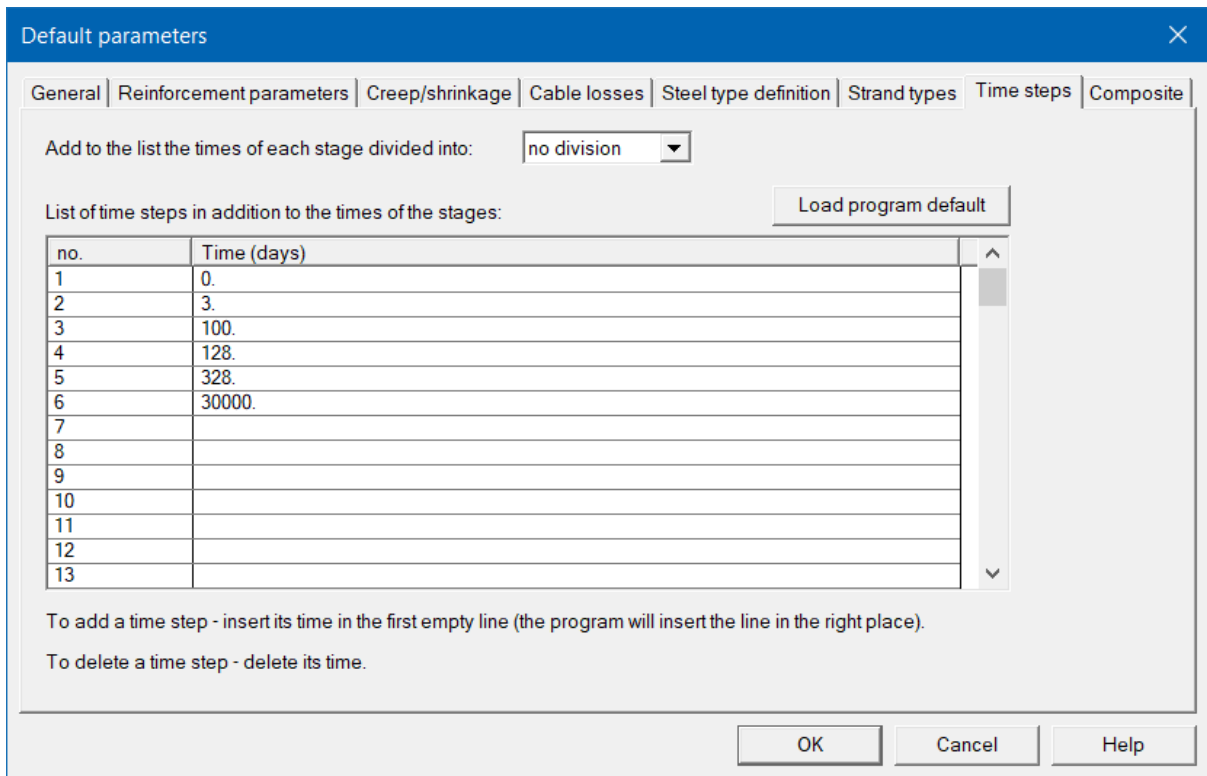 Default parameters
General Reinforcement parameters Creep/shrinkage Cable losses Steel type definition Strand types Time steps Composite
Add to the list the times of each stage divided into: no division
Load program default
List of time steps in addition to the times of the stages:
no. Time (days)
1 0.
2 3.
3 100.
4 128.
5 328.
6 30000.
7
8
9
10
11
12
13
To add a time step - insert its time in the first empty line (the program will insert the line in the right place).
To delete a time step - delete its time.
OK Cancel Help